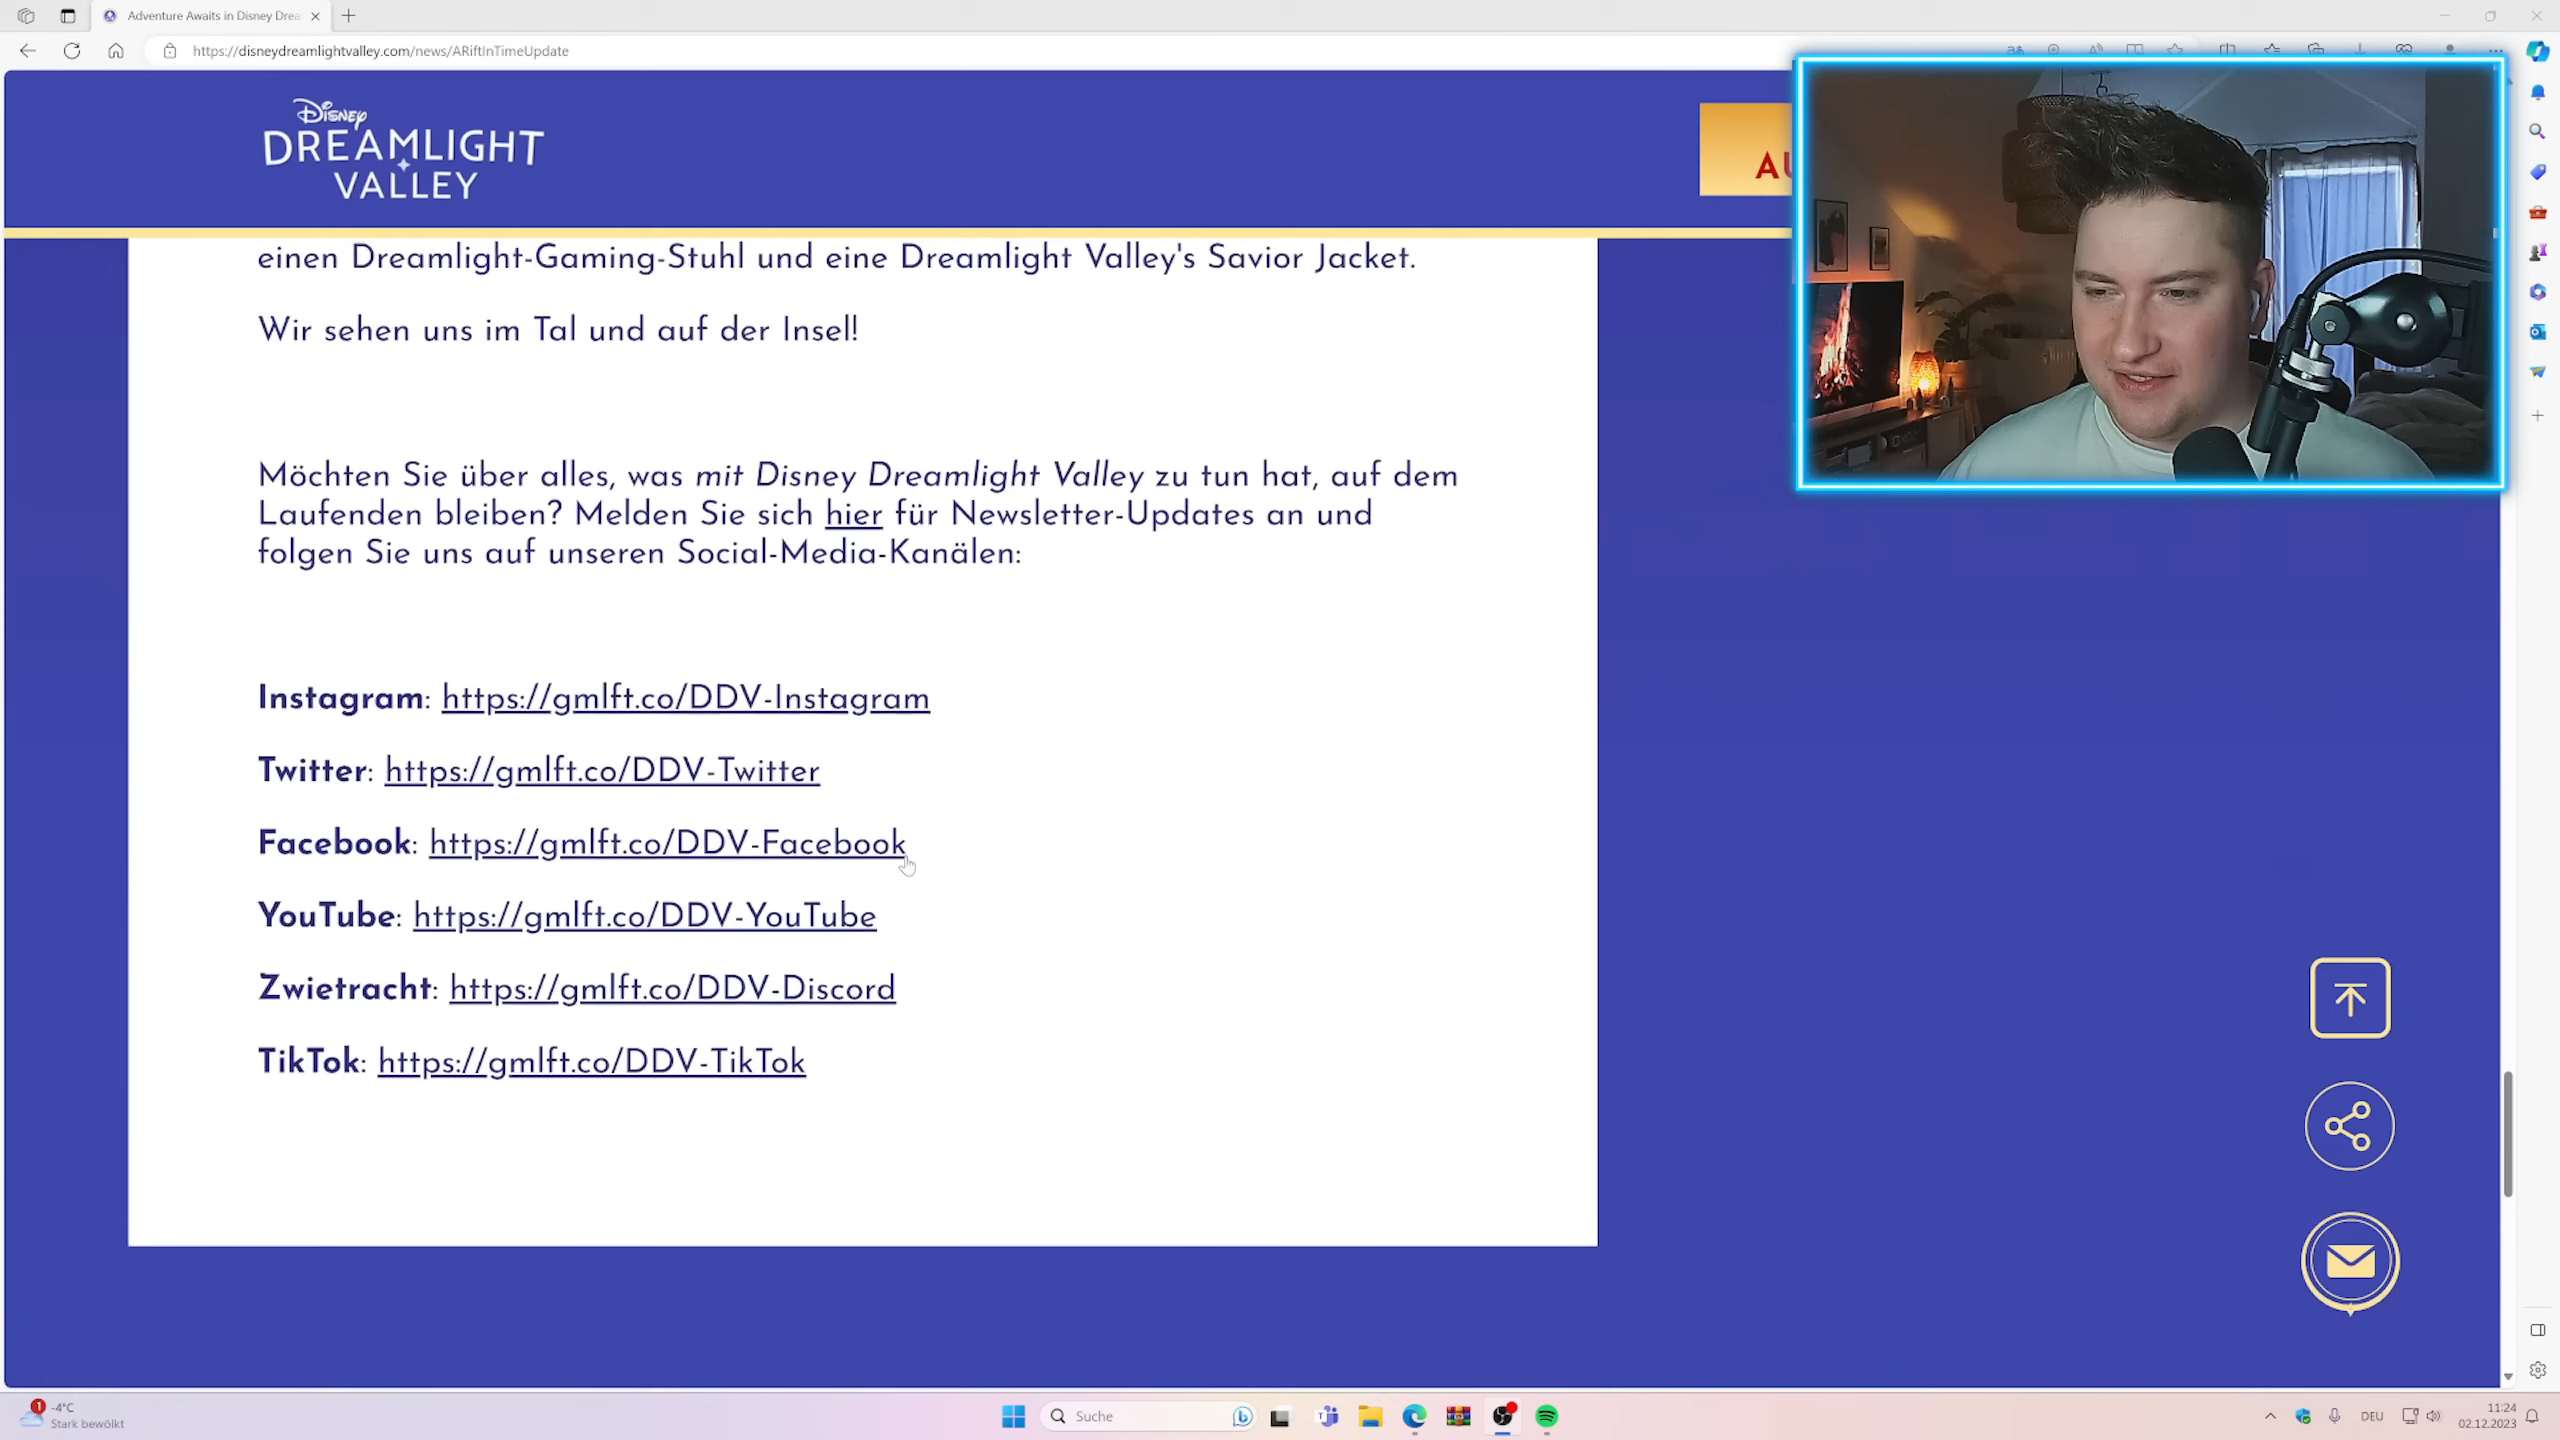 Adventure Awaits in Disney Drea
https://disneydreamlightvalley.com/news/ARiftInTimeUpdate
Disney
DREAMLIGHT
VALLEY
AU
einen Dreamlight-Gaming-Stuhl und eine Dreamlight Valley's Savior Jacket.
Wir sehen uns im Tal und auf der Insel!
Möchten Sie über alles, was mit Disney Dreamlight Valley zu tun hat, auf dem
Laufenden bleiben? Melden Sie sich hier für Newsletter-Updates an und
folgen Sie uns auf unseren Social-Media-Kanälen:
Instagram: https://gmlft.co/DDV-Instagram
Twitter: https://gmlft.co/DDV-Twitter
Facebook: https://gmlft.co/DDV-Facebook
YouTube: https://gmlft.co/DDV-YouTube
Zwietracht: https://gmlft.co/DDV-Discord
TikTok: https://gmlft.co/DDV-TikTok
1
-4°C
Stark bewölkt
Suche
DEU
11:24
02.12.2023